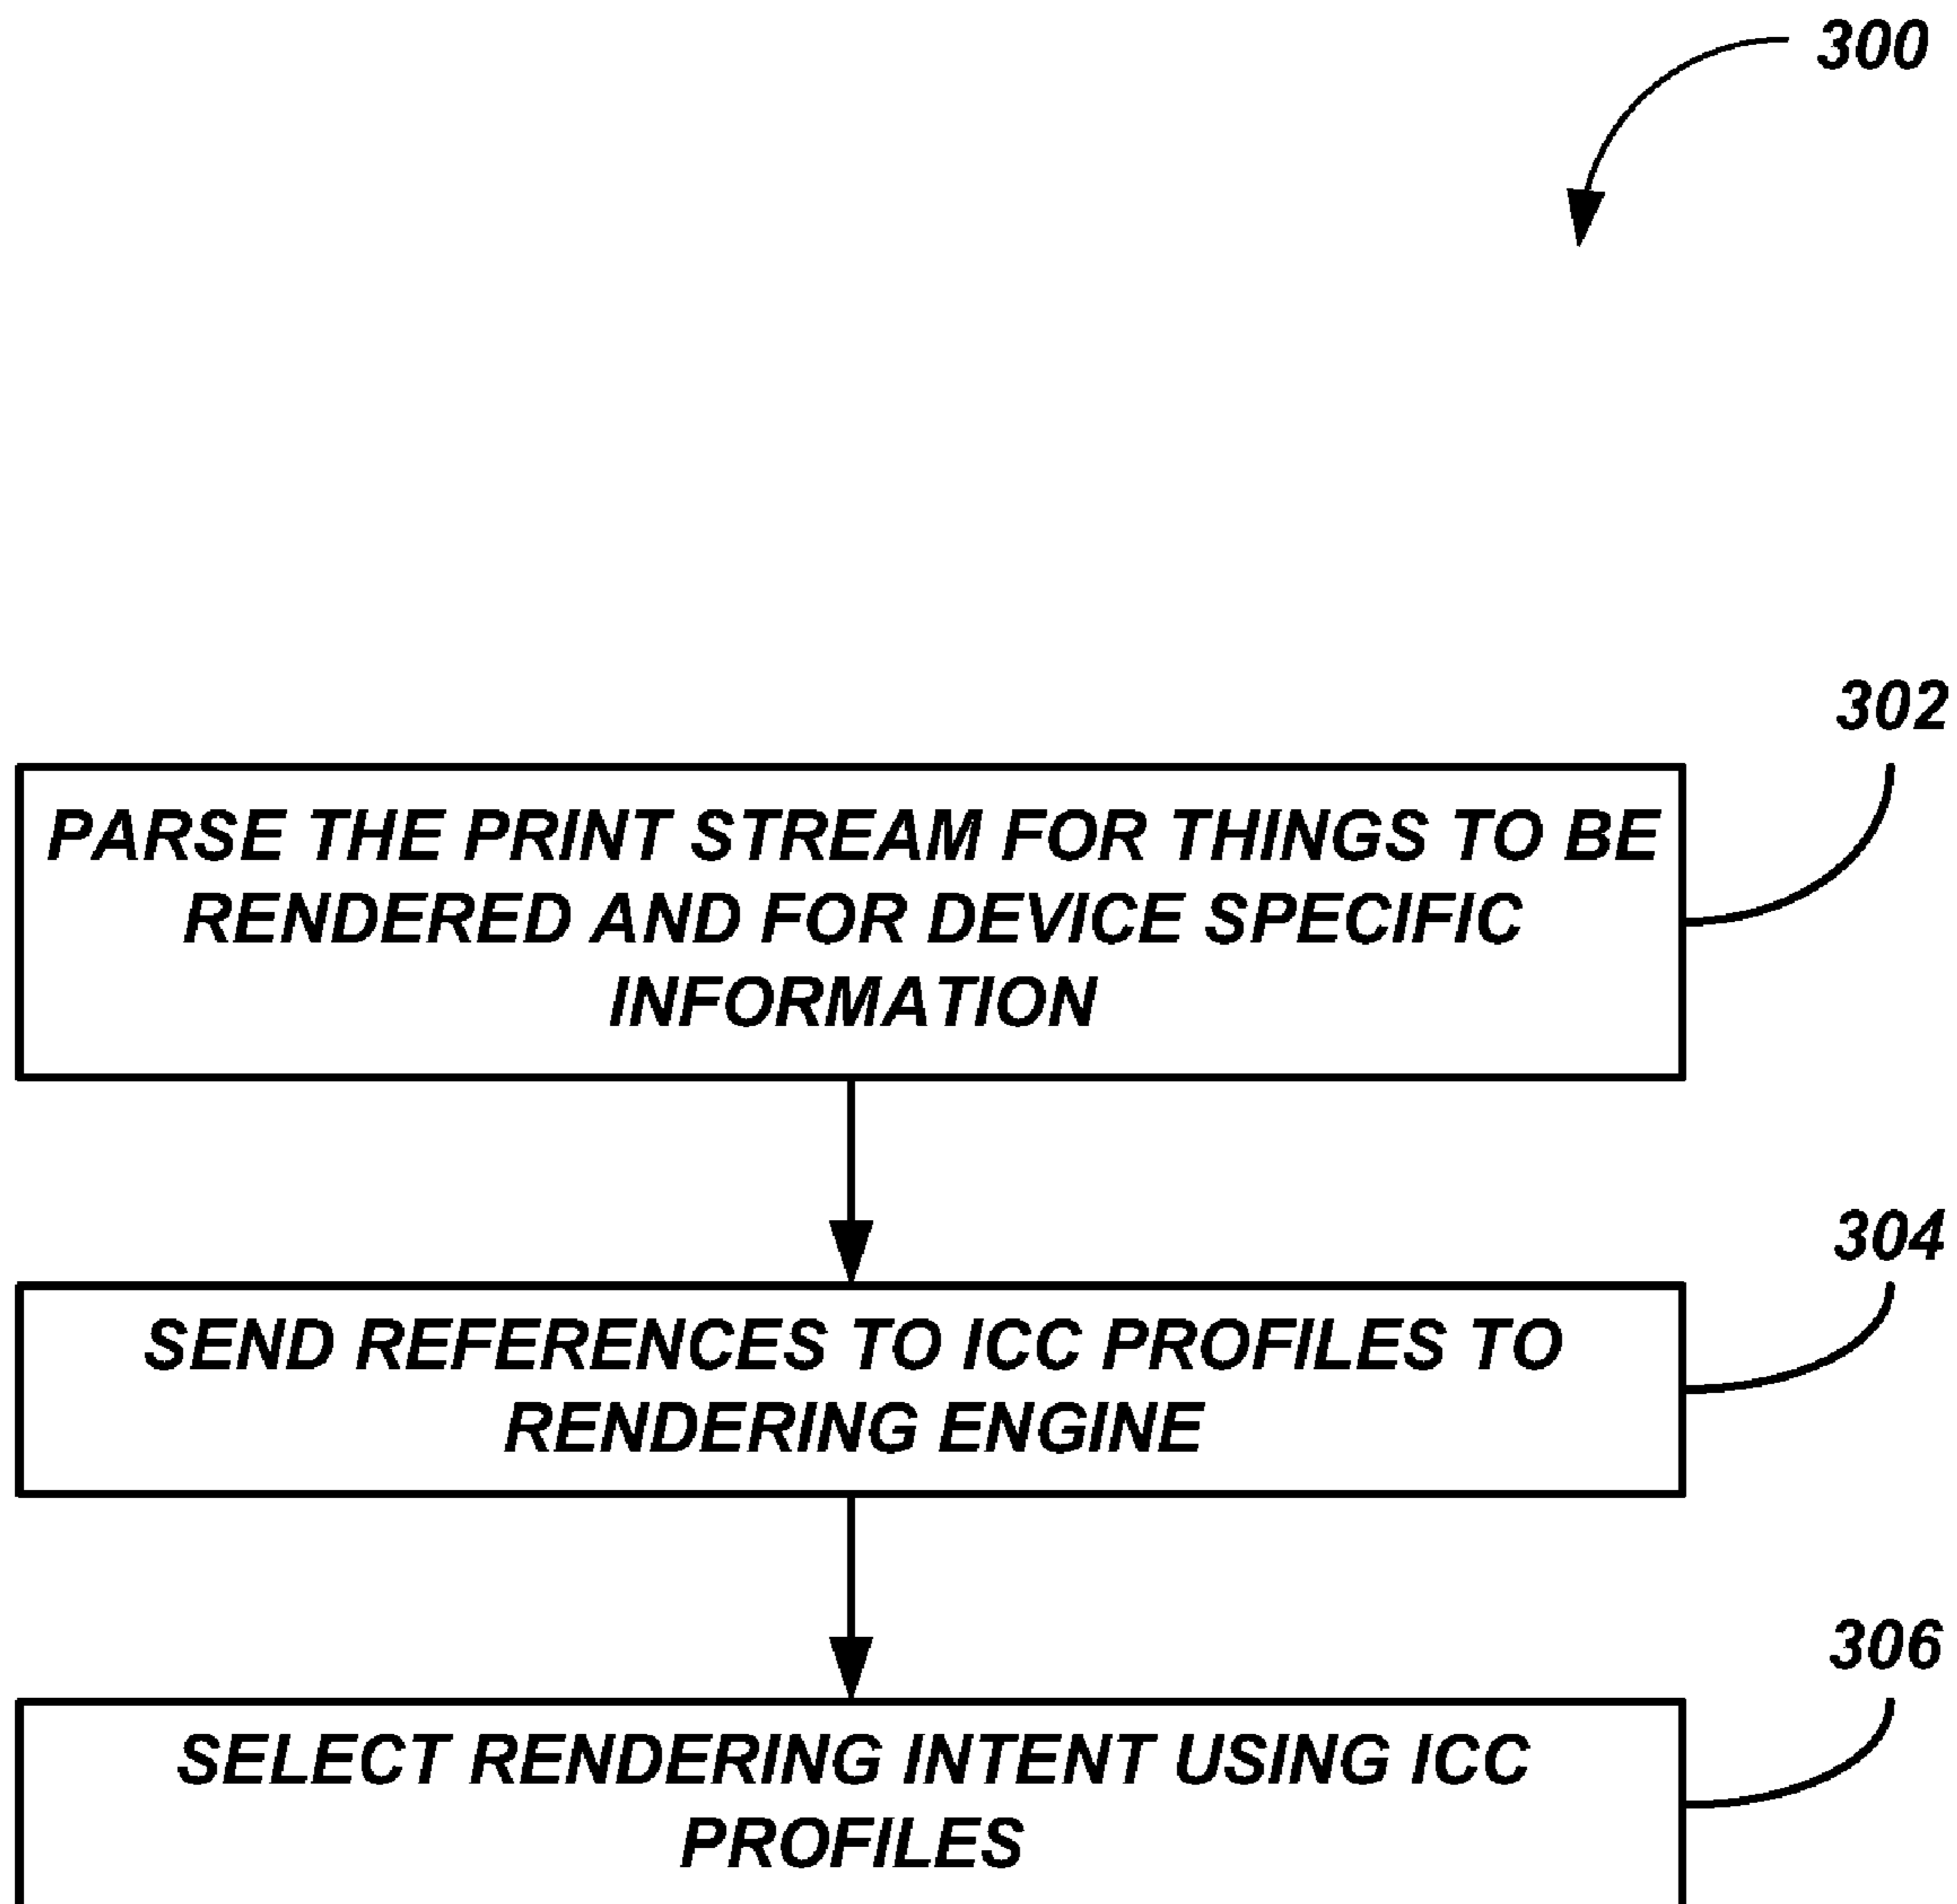 300
302
PARSE THE PRINT STREAM FOR THINGS TO BE
RENDERED AND FOR DEVICE SPECIFIC
INFORMATION
304
SEND REFERENCES TO ICC PROFILES TO
RENDERING ENGINE
306
SELECT RENDERING INTENT USING ICC
PROFILES